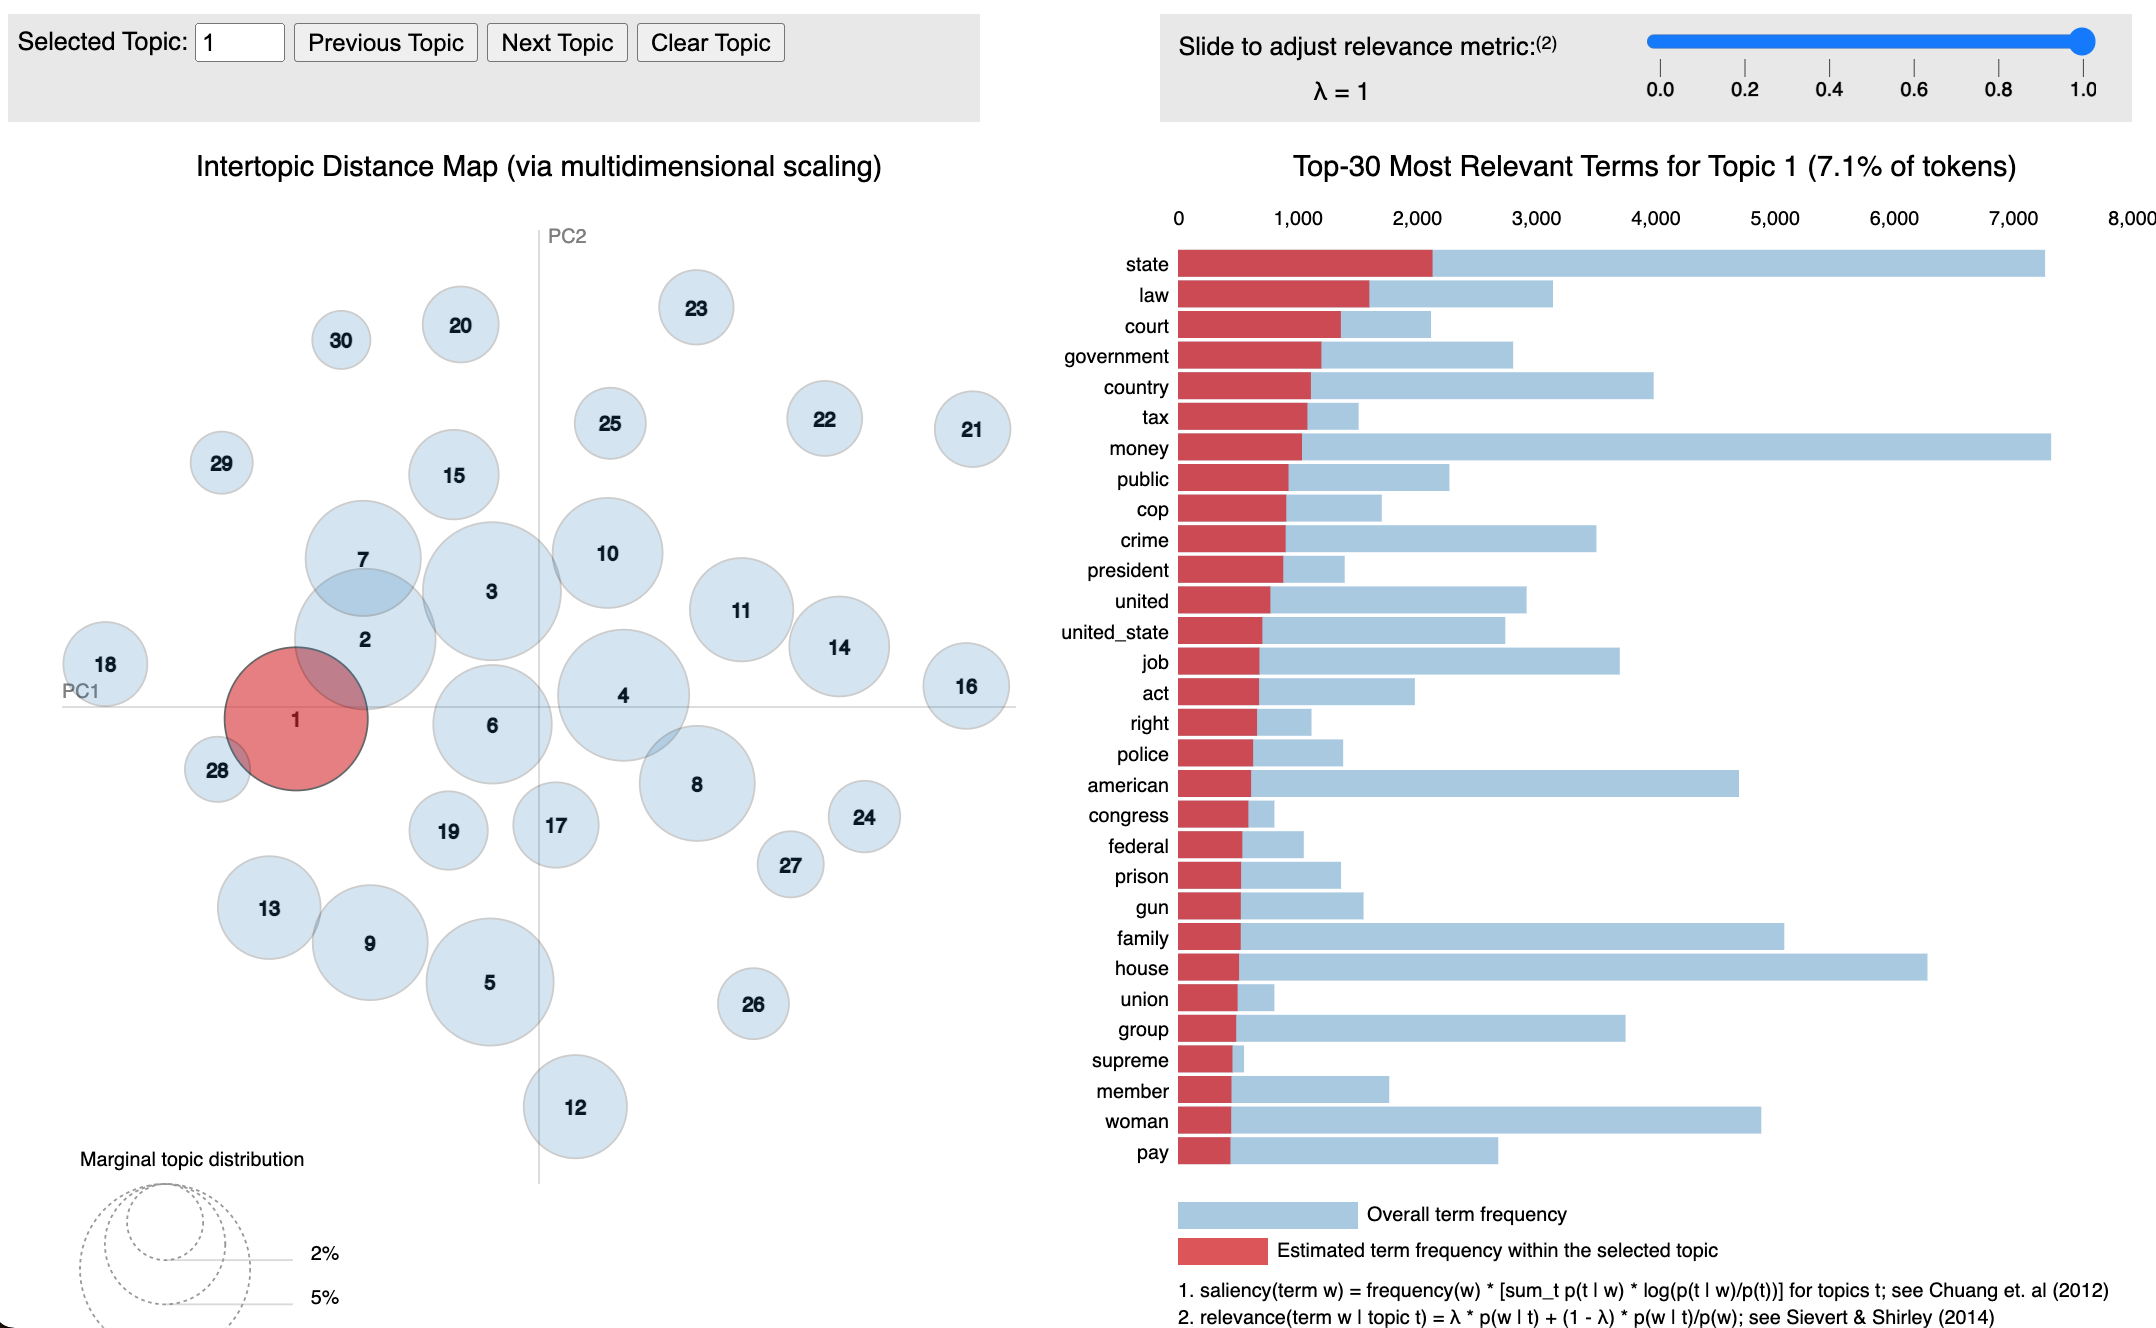 Selected Topic: 1 Previous Topic Next Topic Clear Topic
Slide to adjust relevance metric:(2)
λ = 1
0.0 0.2 0.4 0.6 0.8 1.0
Intertopic Distance Map (via multidimensional scaling)
PC2
23
20
30
25
22
21
29
15
7
10
3
11
2
14
18
16
PC1
4
1
6
28
8
24
17
19
27
13
9
5
26
12
Marginal topic distribution
2%
5%
Top-30 Most Relevant Terms for Topic 1 (7.1% of tokens)
0 1,000 2,000 3,000 4,000 5,000 6,000 7,000 8,000
state
law
court
government
country
tax
money
public
cop
crime
president
united
united_state
job
act
right
police
american
congress
federal
prison
gun
family
house
union
group
supreme
member
woman
pay
Overall term frequency
Estimated term frequency within the selected topic
1. saliency(term w) = frequency(w) * [sum_t p(t | w) * log(p(t | w)/p(t))] for topics t; see Chuang et. al (2012)
2. relevance(term w | topic t) = λ * p(w | t) + (1 - λ) * p(w | t)/p(w); see Sievert & Shirley (2014)